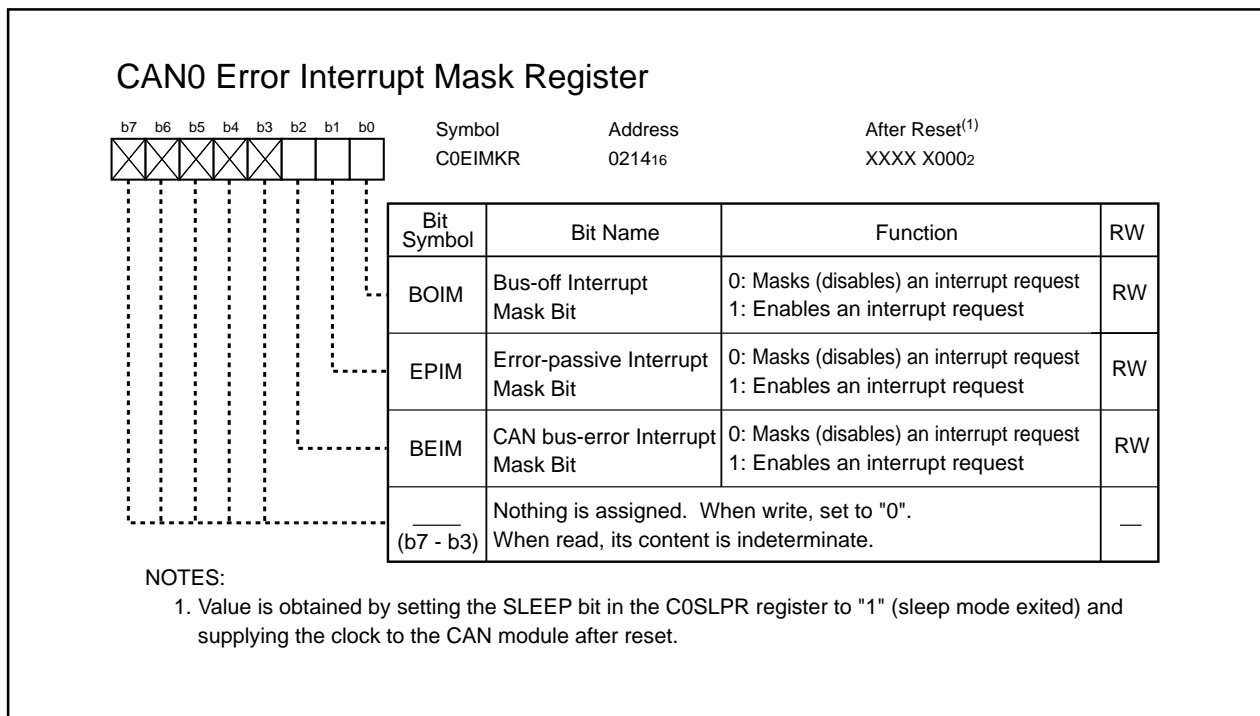 CAN0 Error Interrupt Mask Register
b7 b6 b5 b4 b3 b2 b1 b0
Symbol Address After Reset(1)
C0EIMKR 021416 XXXX X0002
Bit Symbol Bit Name Function RW
BOIM Bus-off Interrupt Mask Bit 0: Masks (disables) an interrupt request 1: Enables an interrupt request RW
EPIM Error-passive Interrupt Mask Bit 0: Masks (disables) an interrupt request 1: Enables an interrupt request RW
BEIM CAN bus-error Interrupt Mask Bit 0: Masks (disables) an interrupt request 1: Enables an interrupt request RW
(b7 - b3) Nothing is assigned. When write, set to "0". When read, its content is indeterminate. —
NOTES:
1. Value is obtained by setting the SLEEP bit in the C0SLPR register to "1" (sleep mode exited) and
supplying the clock to the CAN module after reset.